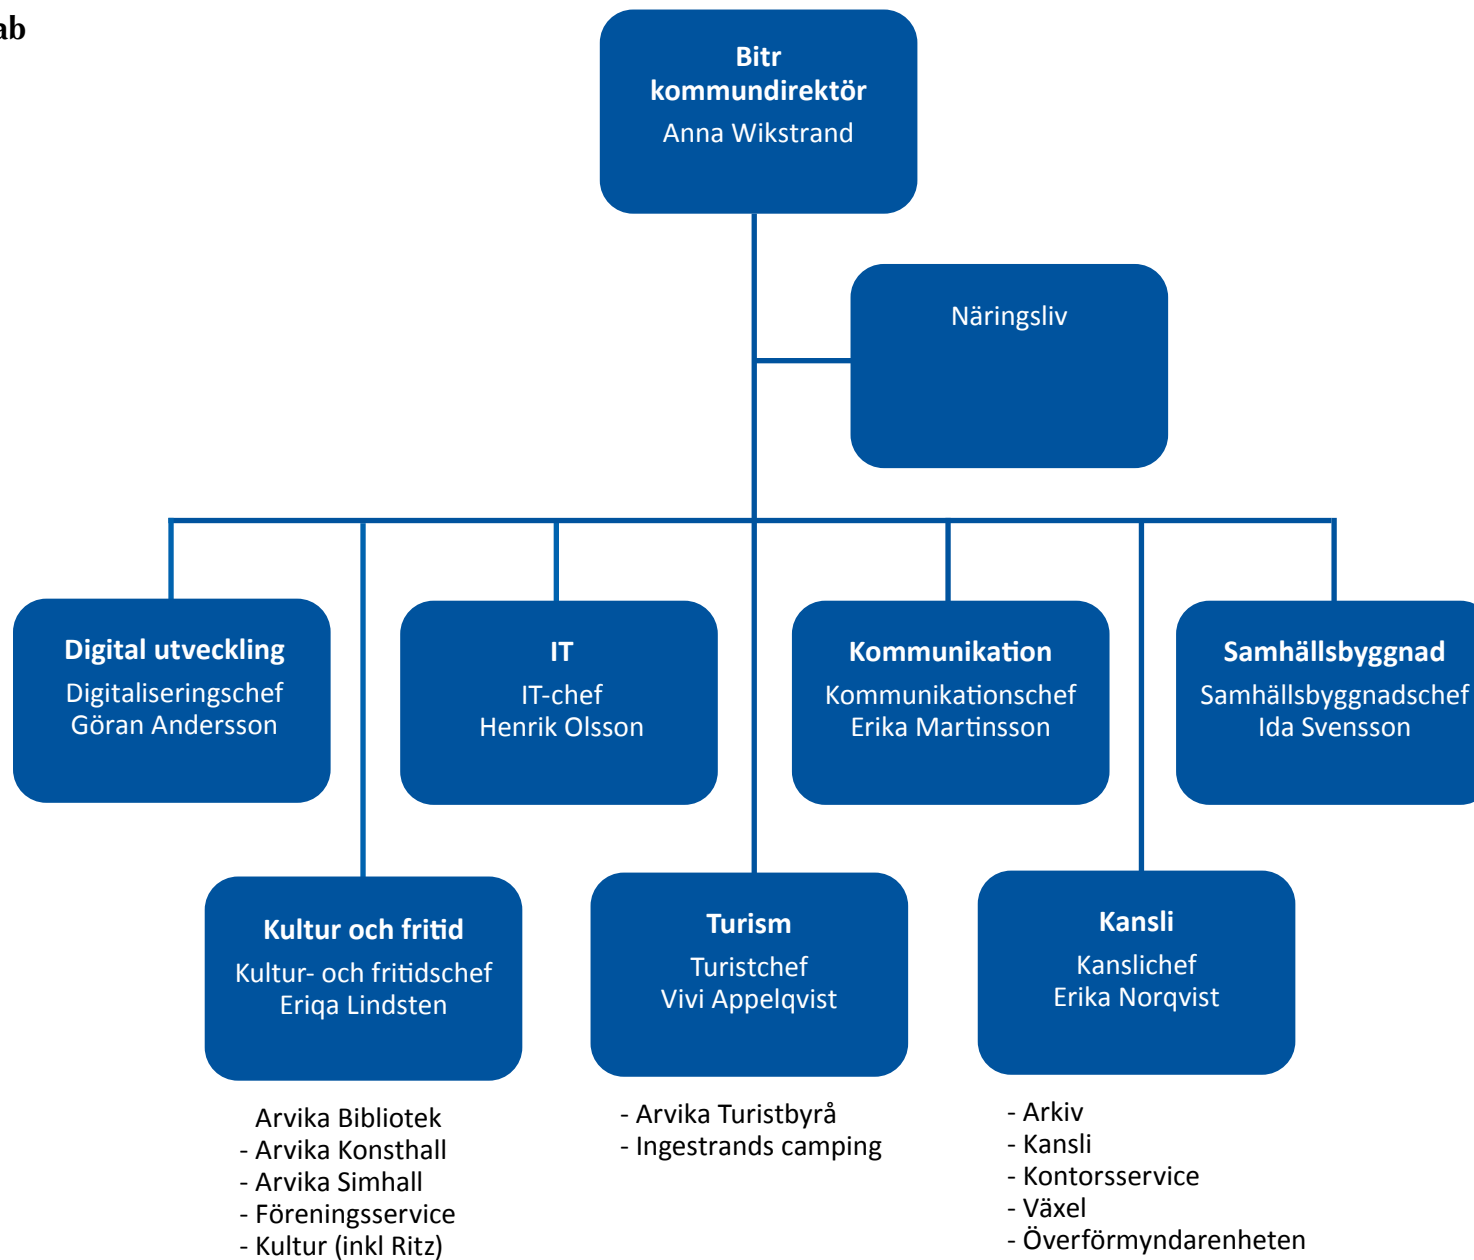 ab
Bitr
kommundirektör
Anna Wikstrand
Näringsliv
Digital utveckling
Digitaliseringschef
Göran Andersson
IT
IT-chef
Henrik Olsson
Kommunikation
Kommunikationschef
Erika Martinsson
Samhällsbyggnad
Samhällsbyggnadschef
Ida Svensson
Kultur och fritid
Kultur- och fritidschef
Eriqa Lindsten
Turism
Turistchef
Vivi Appelqvist
Kansli
Kanslichef
Erika Norqvist
Arvika Bibliotek
- Arvika Konsthall
- Arvika Simhall
- Föreningsservice
- Kultur (inkl Ritz)
- Arvika Turistbyrå
- Ingestrands camping
- Arkiv
- Kansli
- Kontorsservice
- Växel
- Överförmyndarenheten